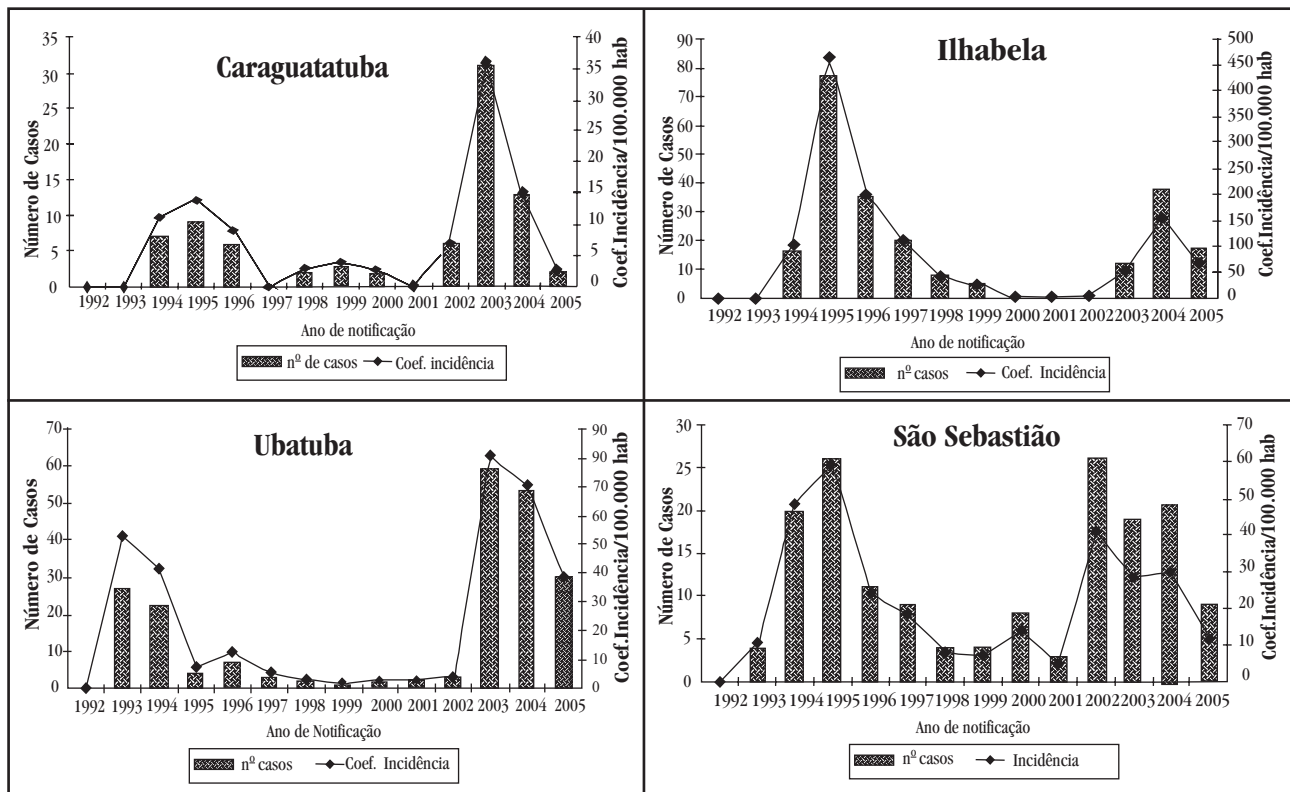 Caraguatatuba
Número de Casos
35
30
25
20
15
10
5
0
40
35
30
25
20
15
10
5
0
Coef.Incidência/100.000 hab
1992 1993 1994 1995 1996 1997 1998 1999 2000 2001 2002 2003 2004 2005
Ano de notificação
nº de casos Coef. incidência
Ilhabela
Número de Casos
90
80
70
60
50
40
30
20
10
0
500
450
400
350
300
250
200
150
100
50
0
Coef.Incidência/100.000 hab
1992 1993 1994 1995 1996 1997 1998 1999 2000 2001 2002 2003 2004 2005
Ano de notificação
nº casos Coef. Incidência
Ubatuba
Número de Casos
70
60
50
40
30
20
10
0
90
80
70
60
50
40
30
20
10
0
Coef.Incidência/100.000 hab
1992 1993 1994 1995 1996 1997 1998 1999 2000 2001 2002 2003 2004 2005
Ano de Notificação
nº casos Coef. Incidência
São Sebastião
Número de Casos
30
25
20
15
10
5
0
70
60
50
40
30
20
10
0
Coef.Incidência/100.000 hab
1992 1993 1994 1995 1996 1997 1998 1999 2000 2001 2002 2003 2004 2005
Ano de notificação
nº casos Incidência